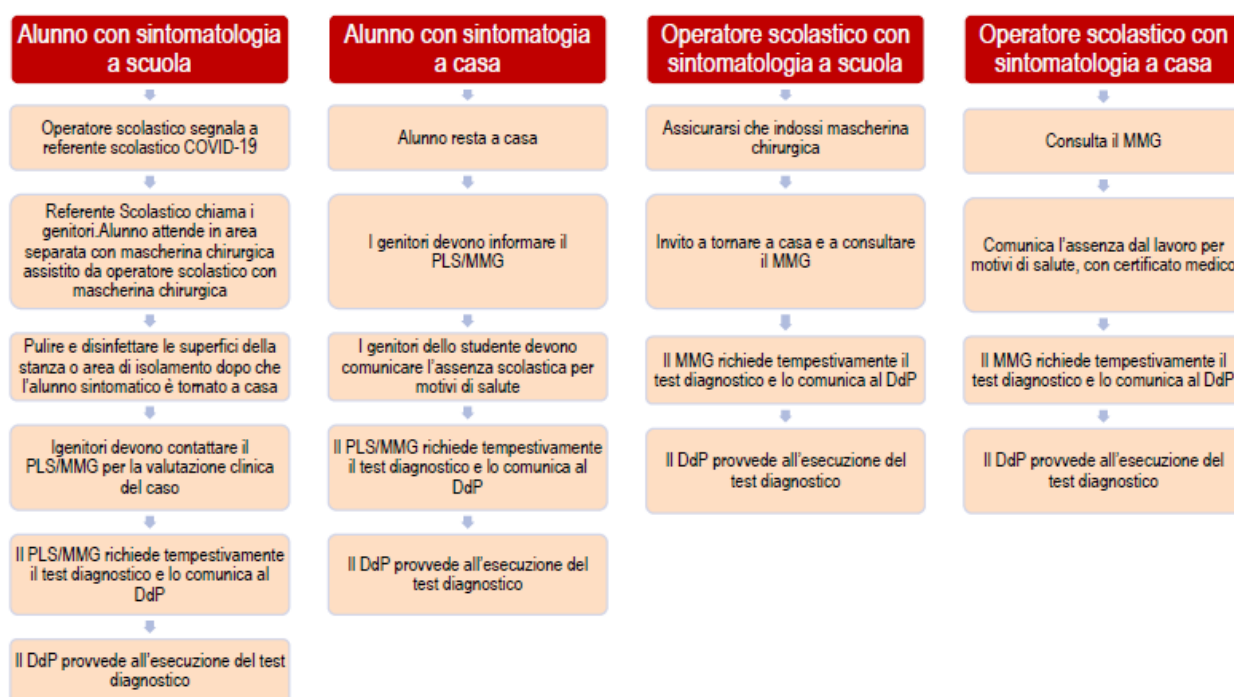 Alunno con sintomatologia
a scuola
Operatore scolastico segnala a
referente scolastico COVID-19
Referente Scolastico chiama i
genitori.Alunno attende in area
separata con mascherina chirurgica
assistito da operatore scolastico con
mascherina chirurgica
Pulire e disinfettare le superfici della
stanza o area di isolamento dopo che
l'alunno sintomatico è tornato a casa
Igenitori devono contattare il
PLS/MMG per la valutazione clinica
del caso
Il PLS/MMG richiede tempestivamente
il test diagnostico e lo comunica al
DdP
Il DdP provvede all'esecuzione del test
diagnostico
Alunno con sintomatogia
a casa
Alunno resta a casa
I genitori devono informare il
PLS/MMG
I genitori dello studente devono
comunicare l'assenza scolastica per
motivi di salute
Il PLS/MMG richiede tempestivamente
il test diagnostico e lo comunica al
DdP
Il DdP provvede all'esecuzione del
test diagnostico
Operatore scolastico con
sintomatologia a scuola
Assicurarsi che indossi mascherina
chirurgica
Invito a tornare a casa e a consultare
il MMG
Il MMG richiede tempestivamente il
test diagnostico e lo comunica al DdP
Il DdP provvede all'esecuzione del
test diagnostico
Operatore scolastico con
sintomatologia a casa
Consulta il MMG
Comunica l'assenza dal lavoro per
motivi di salute, con certificato medico
Il MMG richiede tempestivamente il
test diagnostico e lo comunica al DdP
Il DdP provvede all'esecuzione del
test diagnostico